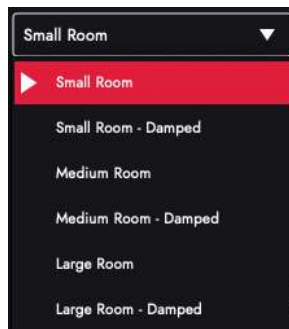 Small Room
Small Room
Small Room - Damped
Medium Room
Medium Room - Damped
Large Room
Large Room - Damped